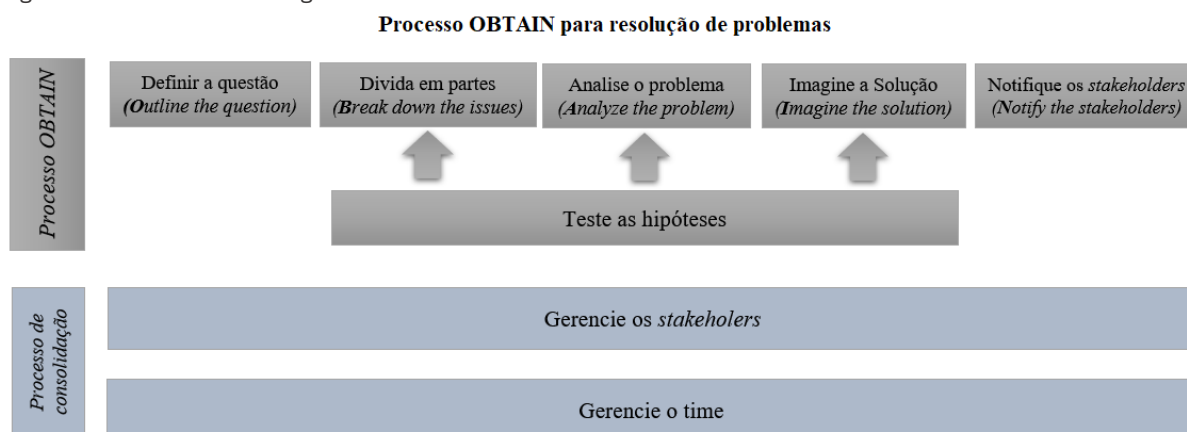 Processo OBTAIN para resolução de problemas
Processo OBTAIN
Definir a questão
(Outline the question)
Divida em partes
(Break down the issues)
Analise o problema
(Analyze the problem)
Imagine a Solução
(Imagine the solution)
Notifique os stakeholders
(Notify the stakeholders)
Teste as hipóteses
Processo de
consolidação
Gerencie os stakeholers
Gerencie o time